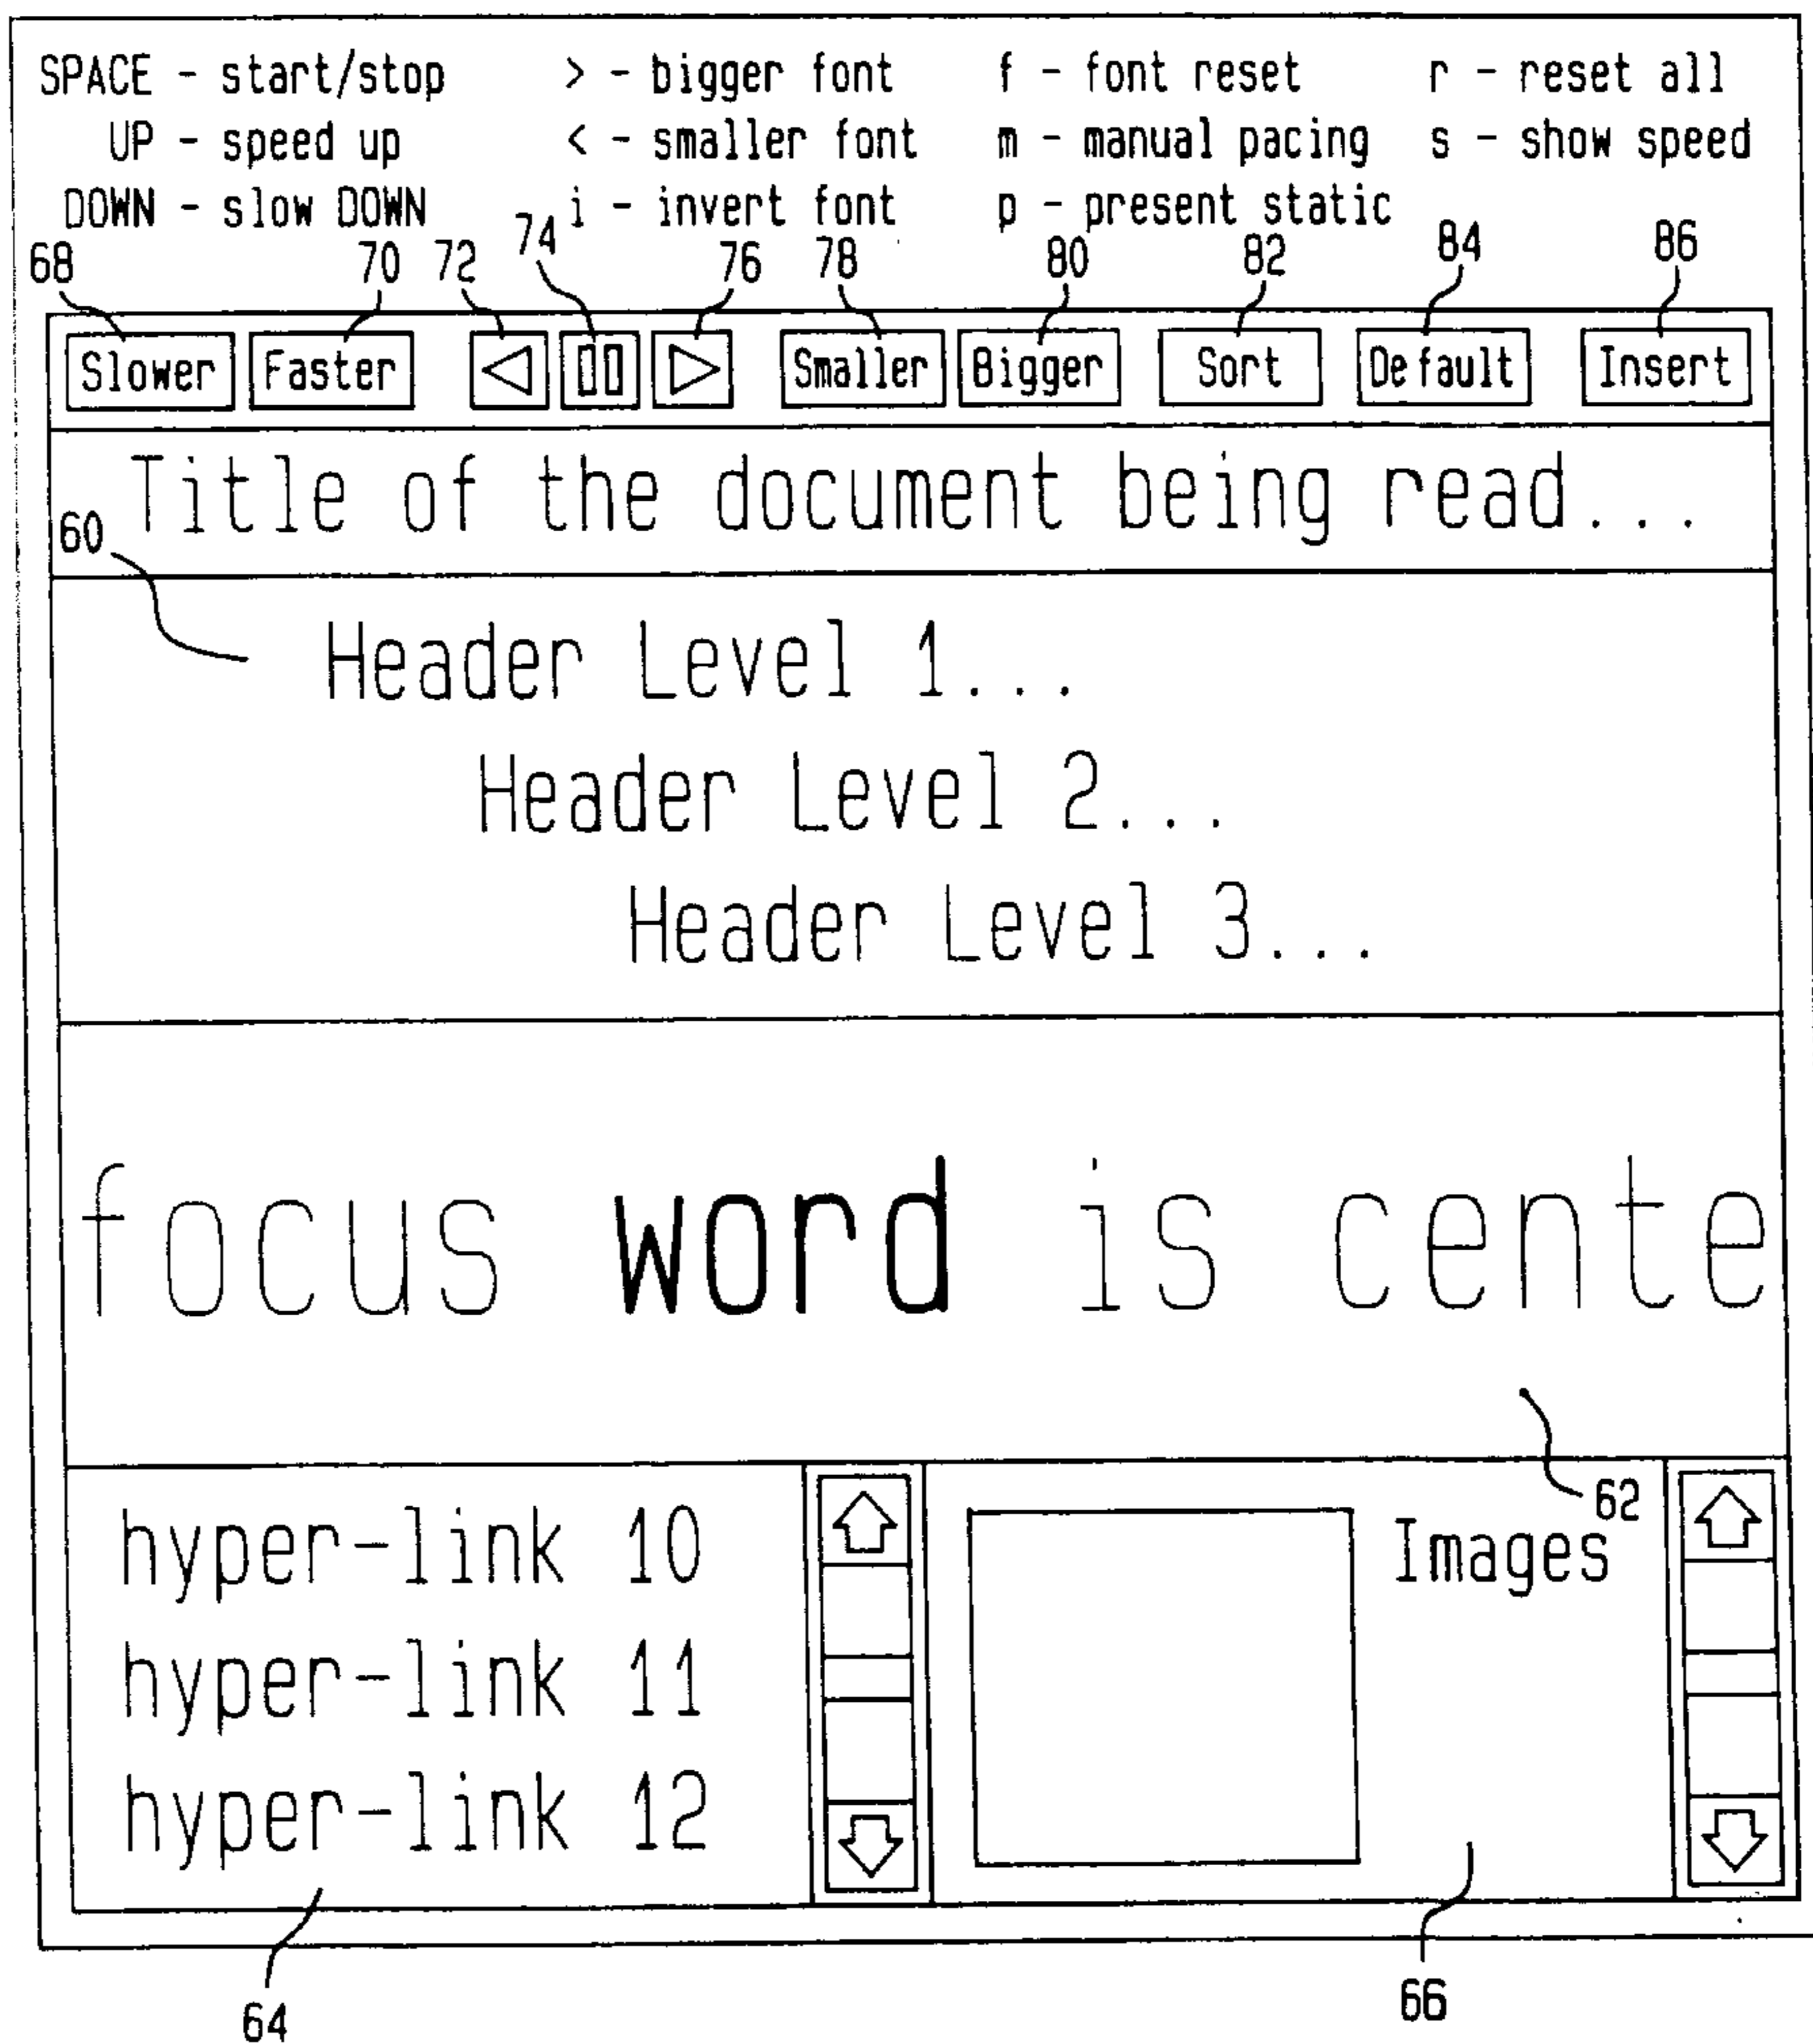 SPACE - start/stop > - bigger font f - font reset r - reset all
UP - speed up < - smaller font m - manual pacing s - show speed
DOWN - slow DOWN i - invert font p - present static
68 70 72 74 76 78 80 82 84 86
Slower Faster Smaller Bigger Sort Default Insert
Title of the document being read...
60
Header Level 1...
Header Level 2...
Header Level 3...
focus word is cente
62
hyper-link 10 Images
hyper-link 11
hyper-link 12
64 66